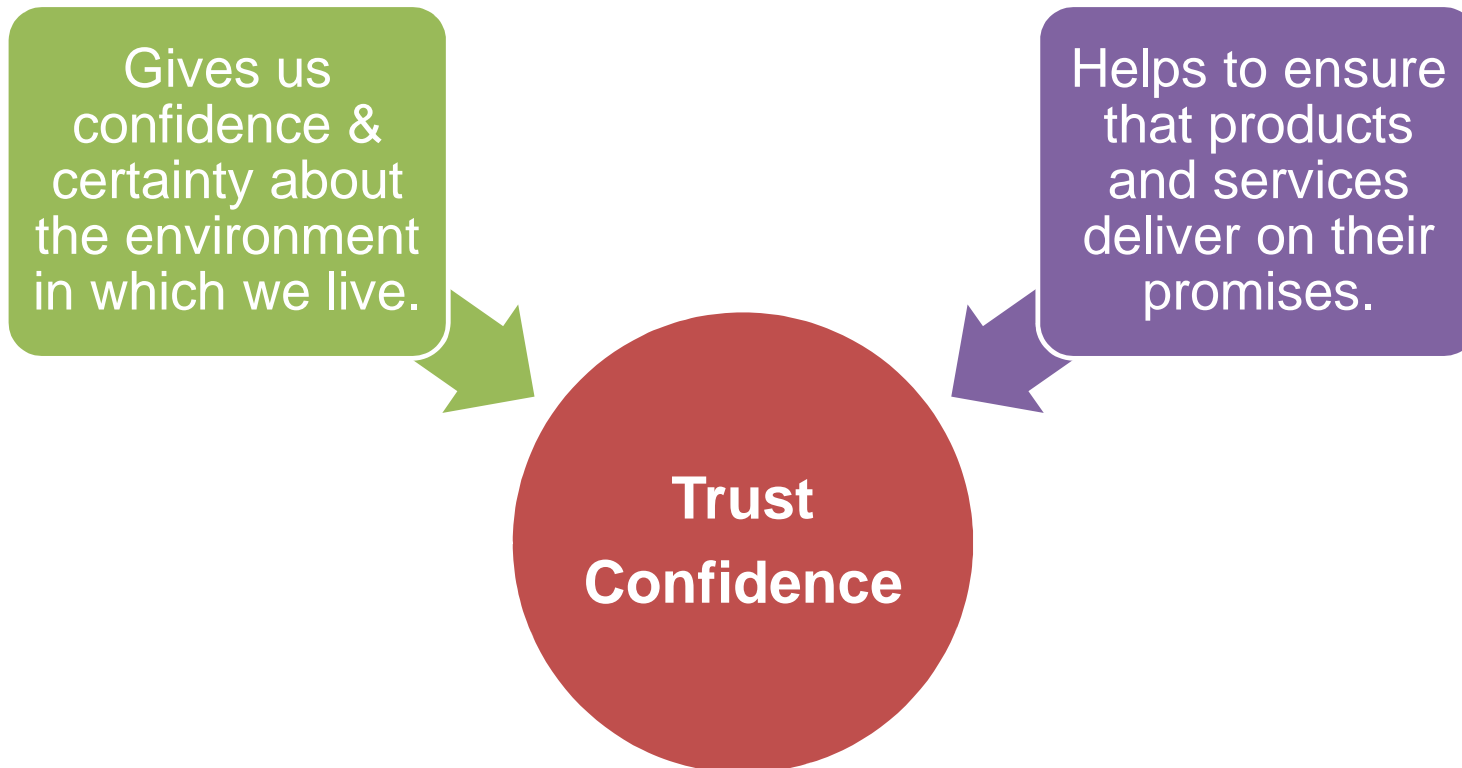 Gives us
confidence &
certainty about
the environment
in which we live.
Helps to ensure
that products
and services
deliver on their
promises.
Trust
Confidence